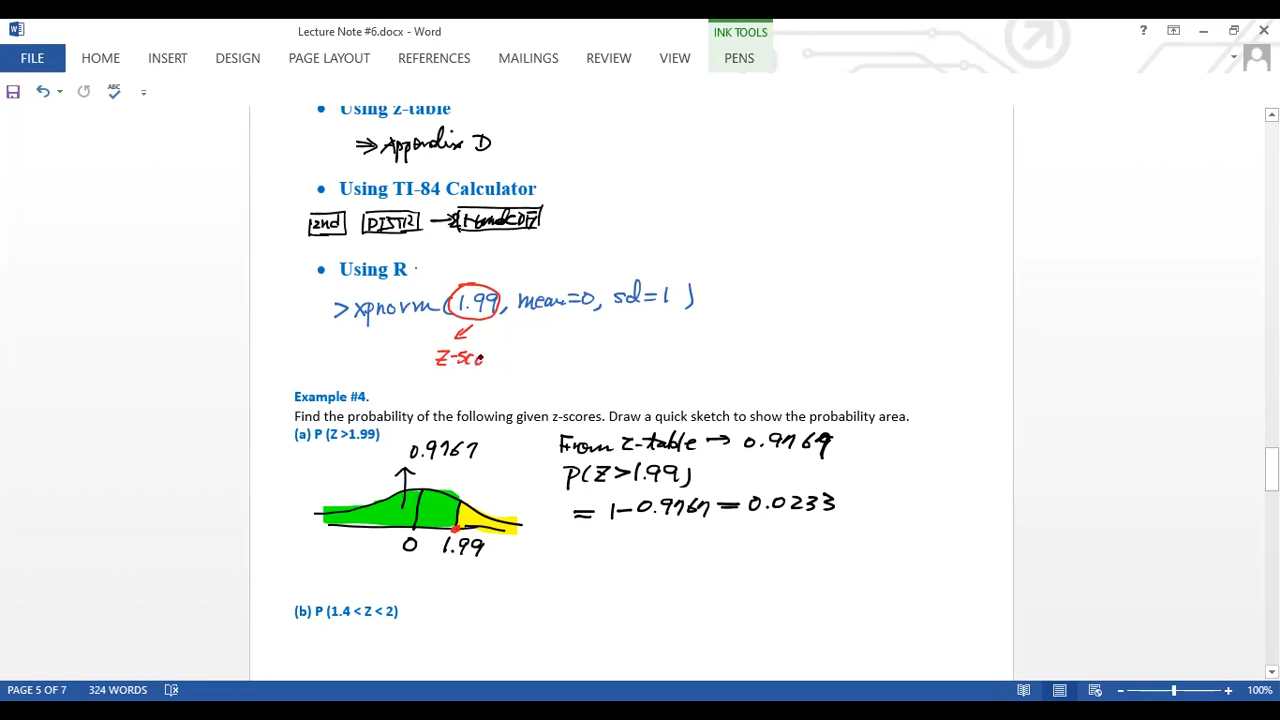 Lecture Note #6.docx - Word
INK TOOLS
?
FILE HOME INSERT DESIGN PAGE LAYOUT REFERENCES MAILINGS REVIEW VIEW PENS
ABC
• Using z-table
⇒ Appendix D
• Using TI-84 Calculator
2nd DISTR →
• Using R
>xpnorm(1.99, mean=0, sd=1 )
z-sco
Example #4.
Find the probability of the following given z-scores. Draw a quick sketch to show the probability area.
(a) P (Z >1.99)
0.9767
From z-table → 0.9767
P(Z>1.99)
= 1-0.9767 = 0.0233
0 1.99
(b) P (1.4 < Z < 2)
PAGE 5 OF 7 324 WORDS 100%